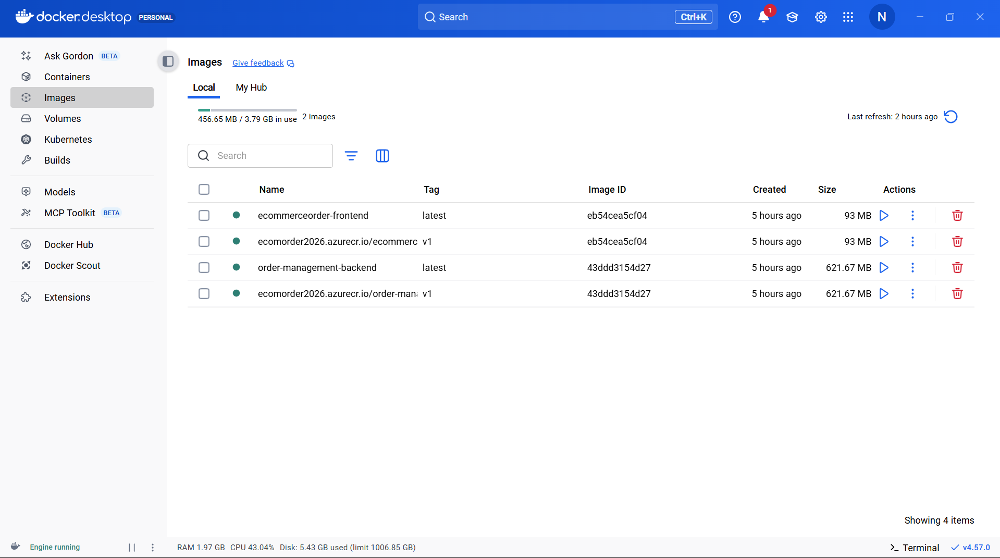 docker.desktop PERSONAL
Search Ctrl+K 1 N
Ask Gordon BETA
Containers
Images
Volumes
Kubernetes
Builds
Models
MCP Toolkit BETA
Docker Hub
Docker Scout
Extensions
Images Give feedback
Local My Hub
456.65 MB / 3.79 GB in use 2 images
Last refresh: 2 hours ago
Search
Name Tag Image ID Created Size Actions
ecommerceorder-frontend latest eb54cea5cf04 5 hours ago 93 MB
ecomorder2026.azurecr.io/ecommerc v1 eb54cea5cf04 5 hours ago 93 MB
order-management-backend latest 43ddd3154d27 5 hours ago 621.67 MB
ecomorder2026.azurecr.io/order-mana v1 43ddd3154d27 5 hours ago 621.67 MB
Showing 4 items
Engine running
RAM 1.97 GB CPU 43.04% Disk: 5.43 GB used (limit 1006.85 GB)
Terminal v4.57.0